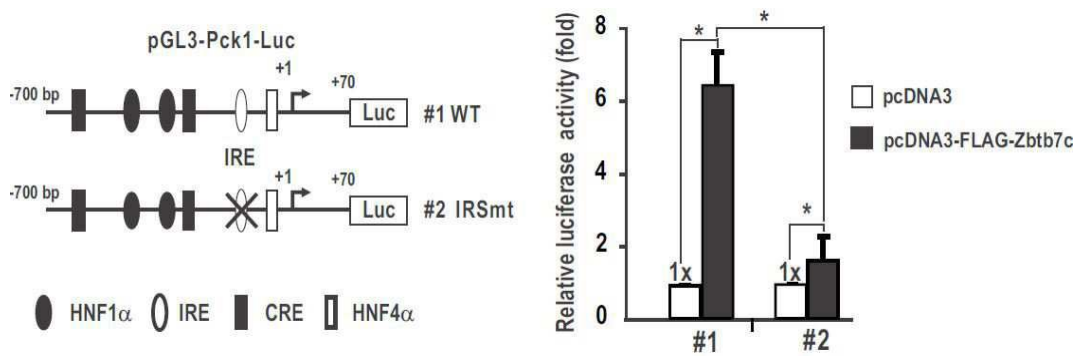 pGL3-Pck1-Luc
-700 bp
+1
+70
Luc
#1 WT
IRE
-700 bp
+1
+70
Luc
#2 IRSmt
HNF1α
IRE
CRE
HNF4α
Relative luciferase activity (fold)
8
6
4
2
0
*
*
*
1x
1x
#1
#2
pcDNA3
pcDNA3-FLAG-Zbtb7c